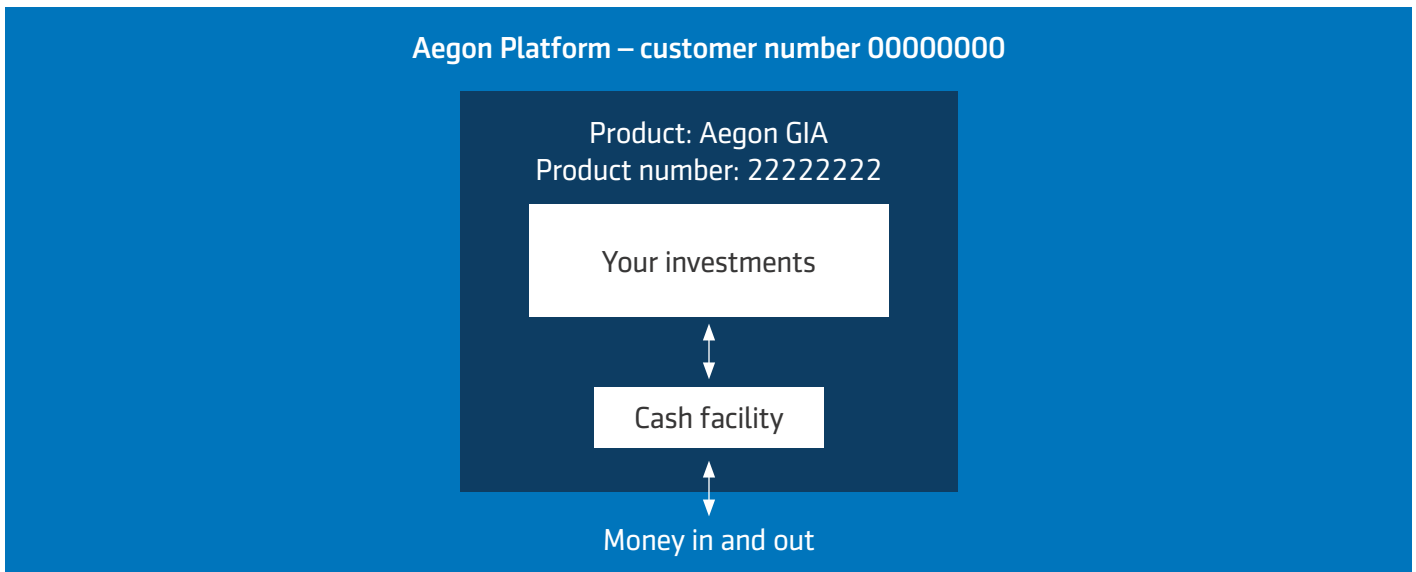 Aegon Platform – customer number 00000000
Product: Aegon GIA
Product number: 22222222
Your investments
Cash facility
Money in and out